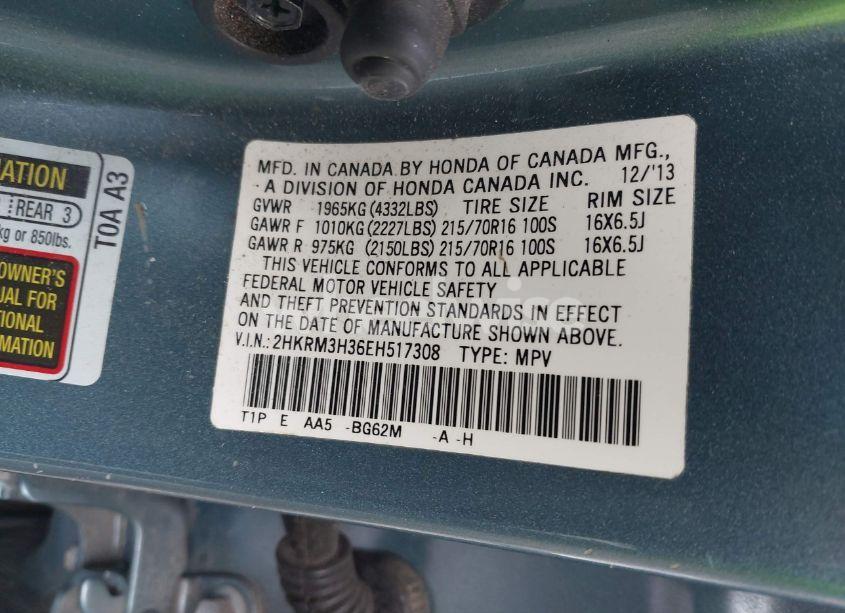 MATION
REAR 3
kg or 850lbs.
OWNER'S
UAL FOR
TIONAL
RMATION.
T0A A3
MFD. IN CANADA BY HONDA OF CANADA MFG.,
A DIVISION OF HONDA CANADA INC. 12/'13
GVWR 1965KG (4332LBS) TIRE SIZE RIM SIZE
GAWR F 1010KG (2227LBS) 215/70R16 100S 16X6.5J
GAWR R 975KG (2150LBS) 215/70R16 100S 16X6.5J
THIS VEHICLE CONFORMS TO ALL APPLICABLE
FEDERAL MOTOR VEHICLE SAFETY
AND THEFT PREVENTION STANDARDS IN EFFECT
ON THE DATE OF MANUFACTURE SHOWN ABOVE.
V.I.N.: 2HKRM3H36EH517308 TYPE: MPV
T1P E AA5 -BG62M -A -H